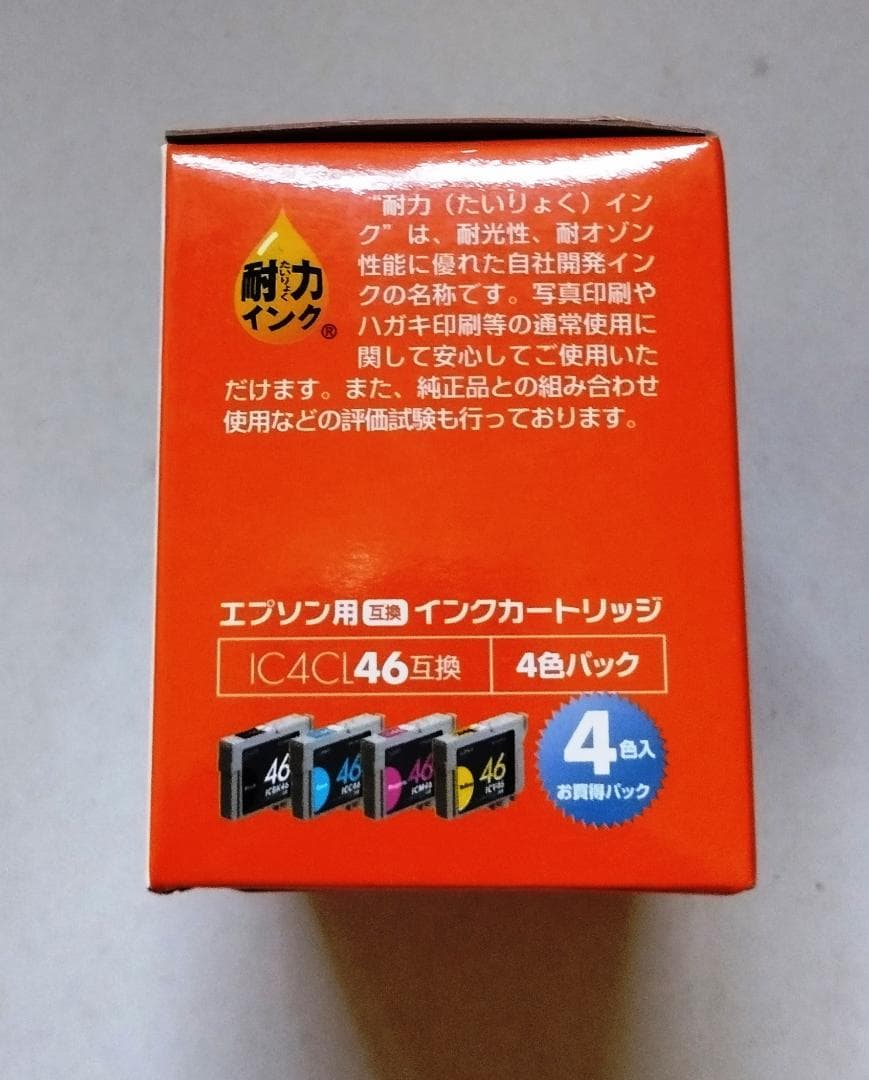 “耐力（たいりょく）イン
ク”は、耐光性、耐オゾン
性能に優れた自社開発イン
クの名称です。写真印刷や
ハガキ印刷等の通常使用に
関して安心してご使用いた
だけます。また、純正品との組み合わせ
使用などの評価試験も行っております。
たいりょく
耐力
インク®
エプソン用互換インクカートリッジ
IC4CL46互換
4色パック
46
ICBK46
46
ICC46
46
Magenta
ICM46
46
Yellow
ICY46
4色入
お買得パック